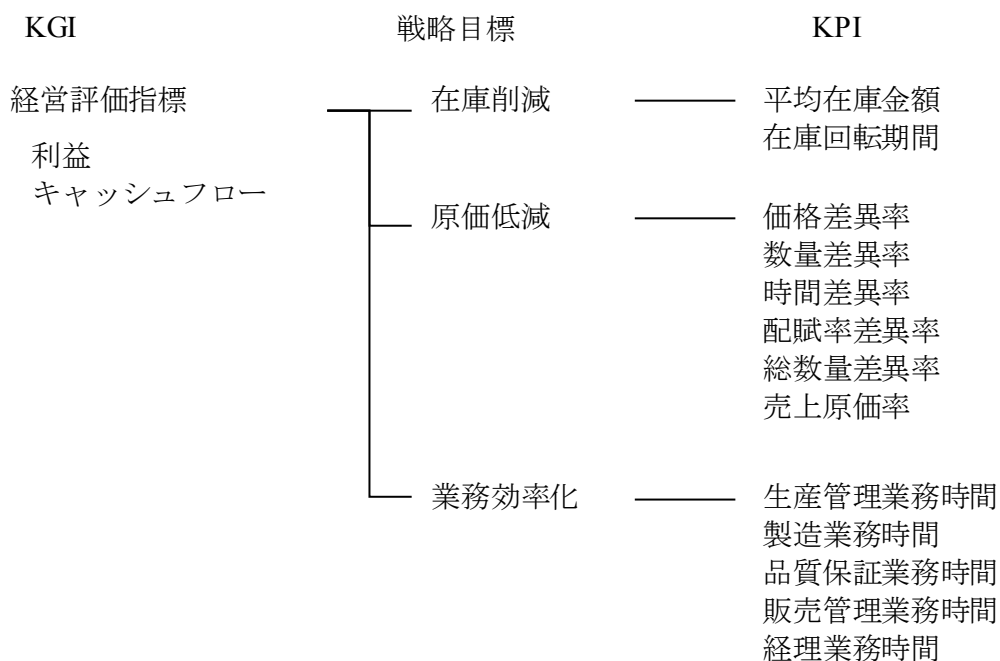 KGI 戦略目標 KPI
経営評価指標 在庫削減 平均在庫金額
在庫回転期間
利益
キャッシュフロー
原価低減 価格差異率
数量差異率
時間差異率
配賦率差異率
総数量差異率
売上原価率
業務効率化 生産管理業務時間
製造業務時間
品質保証業務時間
販売管理業務時間
経理業務時間